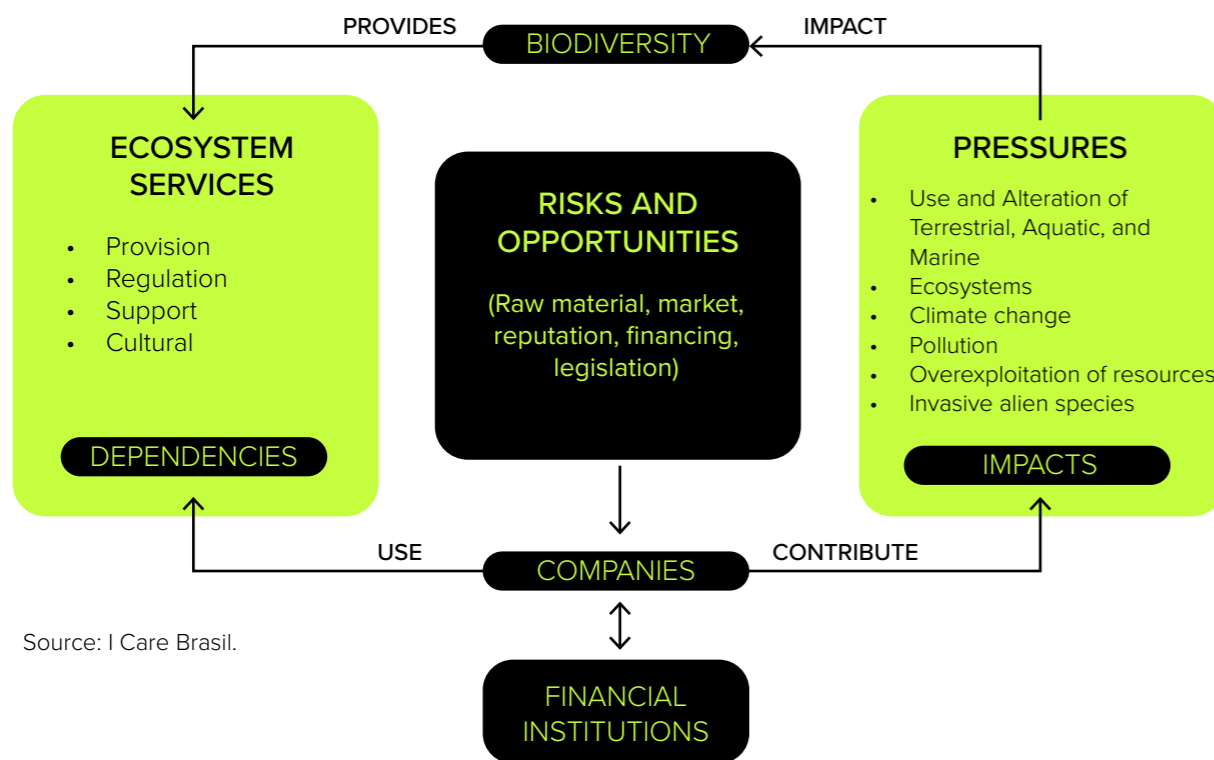 PROVIDES
BIODIVERSITY
IMPACT
ECOSYSTEM
SERVICES
• Provision
• Regulation
• Support
• Cultural
DEPENDENCIES
RISKS AND
OPPORTUNITIES
(Raw material, market,
reputation, financing,
legislation)
PRESSURES
• Use and Alteration of
Terrestrial, Aquatic, and
Marine
• Ecosystems
• Climate change
• Pollution
• Overexploitation of resources
• Invasive alien species
IMPACTS
USE
COMPANIES
CONTRIBUTE
Source: I Care Brasil.
FINANCIAL
INSTITUTIONS